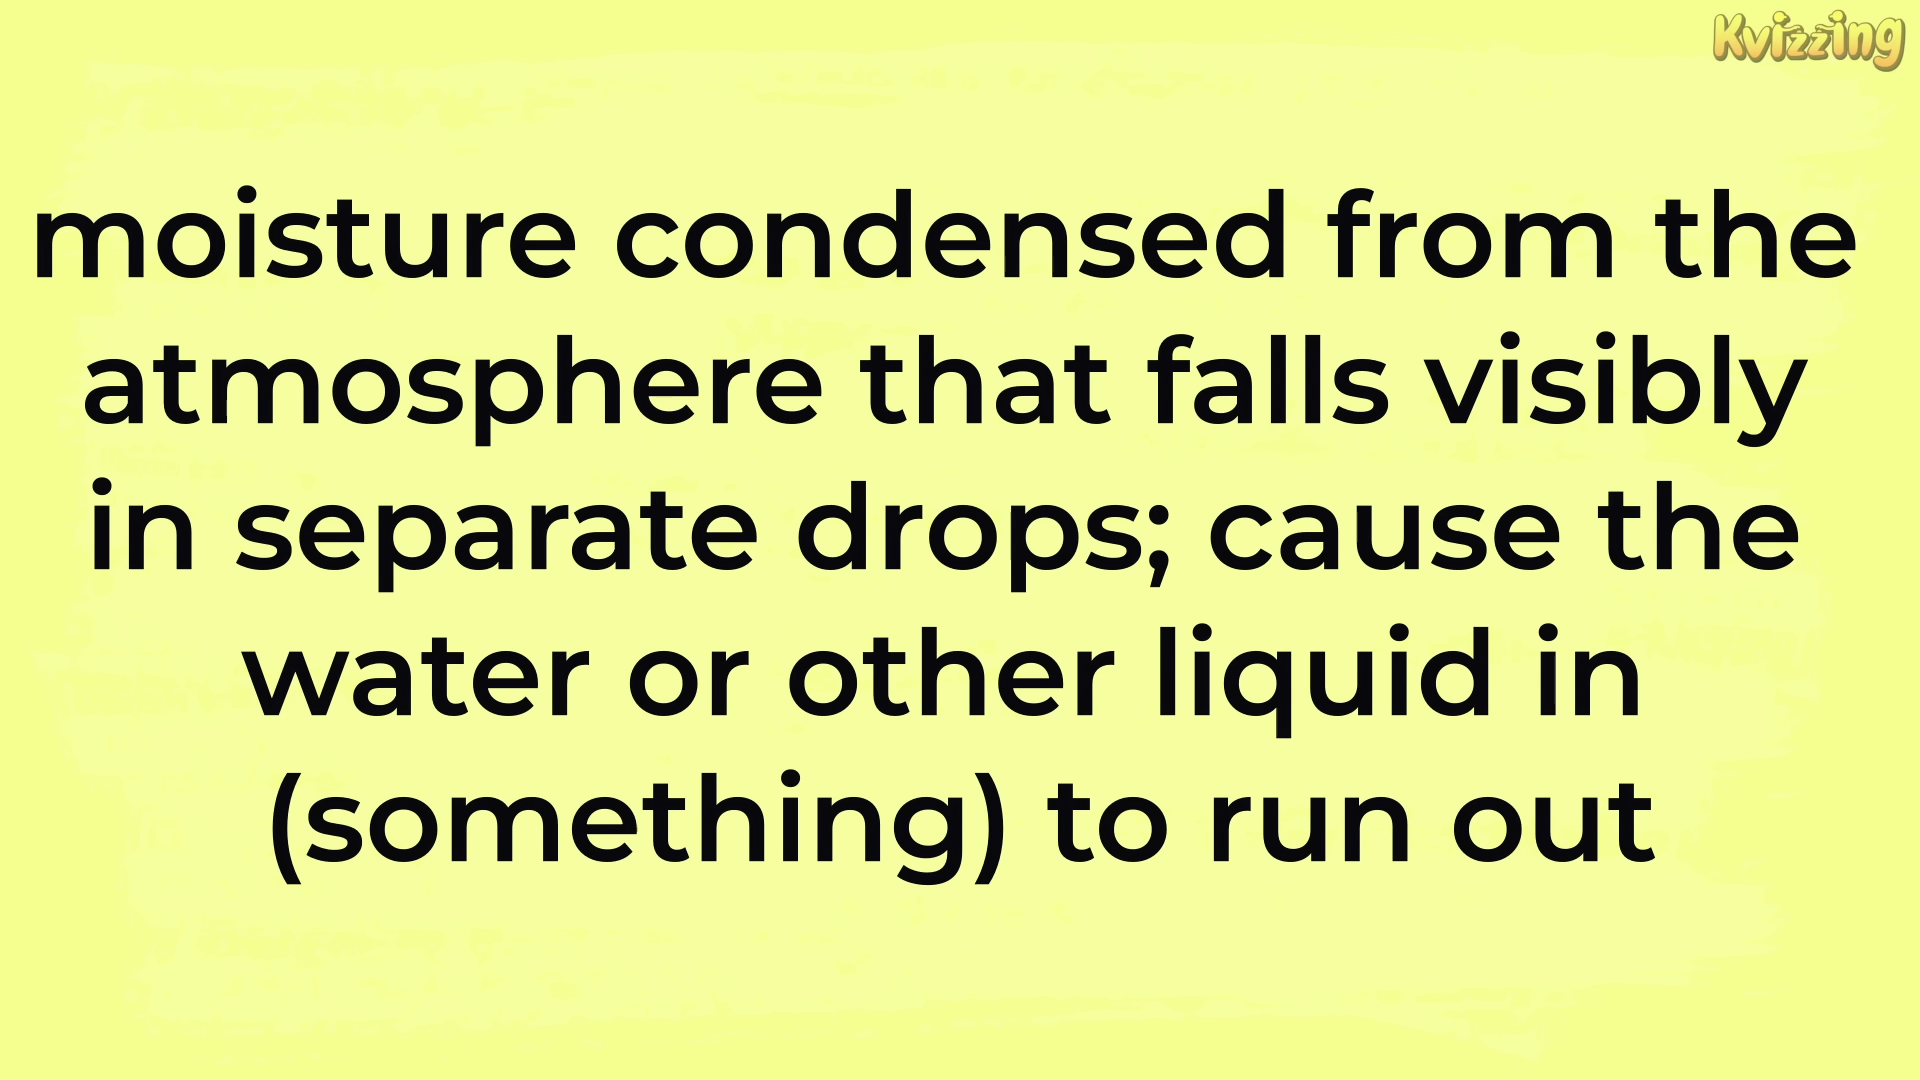 Kvizzing
moisture condensed from the
atmosphere that falls visibly
in separate drops; cause the
water or other liquid in
(something) to run out